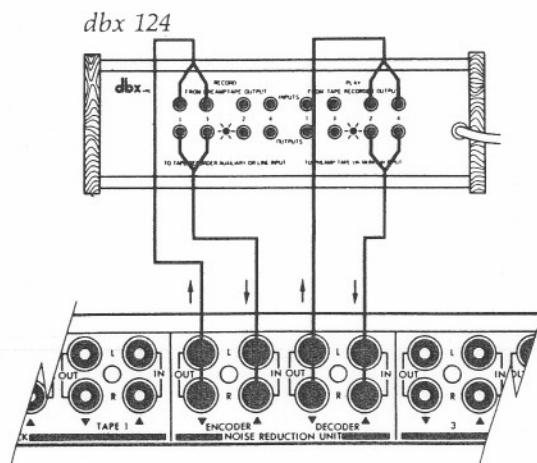 dbx 124
RECORD
PLAY
dbx INC
FROM PREAMP TAPE OUTPUT
INPUTS
FROM TAPE RECORDER OUTPUT
L 3 2 4 1 3 2 4
OUTPUTS
TO TAPE RECORDER AUXILIARY OR LINE INPUT
TO PREAMP TAPE OR MONITOR INPUT
L L L L
OUT IN OUT IN OUT IN OUT
R R R R
TAPE 1 ENCODER DECODER 3
NOISE REDUCTION UNIT